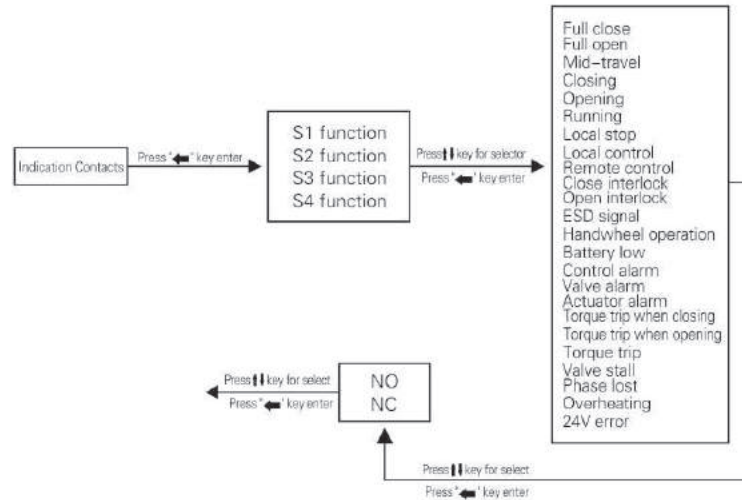 Indication Contacts
Press "⬅" key enter
S1 function
S2 function
S3 function
S4 function
Press⬆⬇key for selector
Press "⬅' key enter
Full close
Full open
Mid-travel
Closing
Opening
Running
Local stop
Local control
Remote control
Close interlock
Open interlock
ESD signal
Handwheel operation
Battery low
Control alarm
Valve alarm
Actuator alarm
Torque trip when closing
Torque trip when opening
Torque trip
Valve stall
Phase lost
Overheating
24V error
Press⬆⬇key for select
Press "⬅' key enter
NO
NC
Press⬆⬇key for select
Press "⬅' key enter